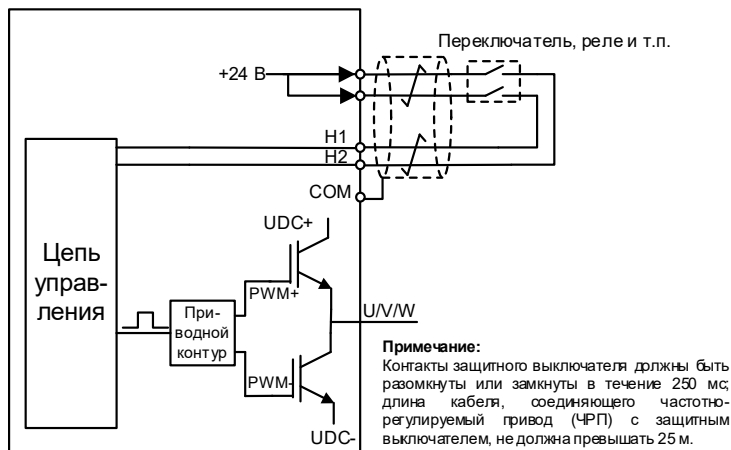 Переключатель, реле и т.п.
+24 В
H1
H2
COM
UDC+
Цепь
управ-
ления
PWM+
При-
водной
контур
U/V/W
PWM-
UDC-
Примечание:
Контакты защитного выключателя должны быть
разомкнуты или замкнуты в течение 250 мс;
длина кабеля, соединяющего частотно-
регулируемый привод (ЧРП) с защитным
выключателем, не должна превышать 25 м.